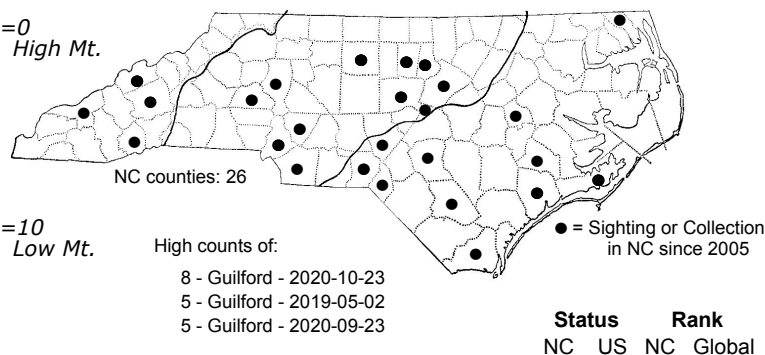 =0
High Mt.
NC counties: 26
=10
Low Mt.
High counts of:
8 - Guilford - 2020-10-23
5 - Guilford - 2019-05-02
5 - Guilford - 2020-09-23
● = Sighting or Collection
in NC since 2005
Status Rank
NC US NC Global